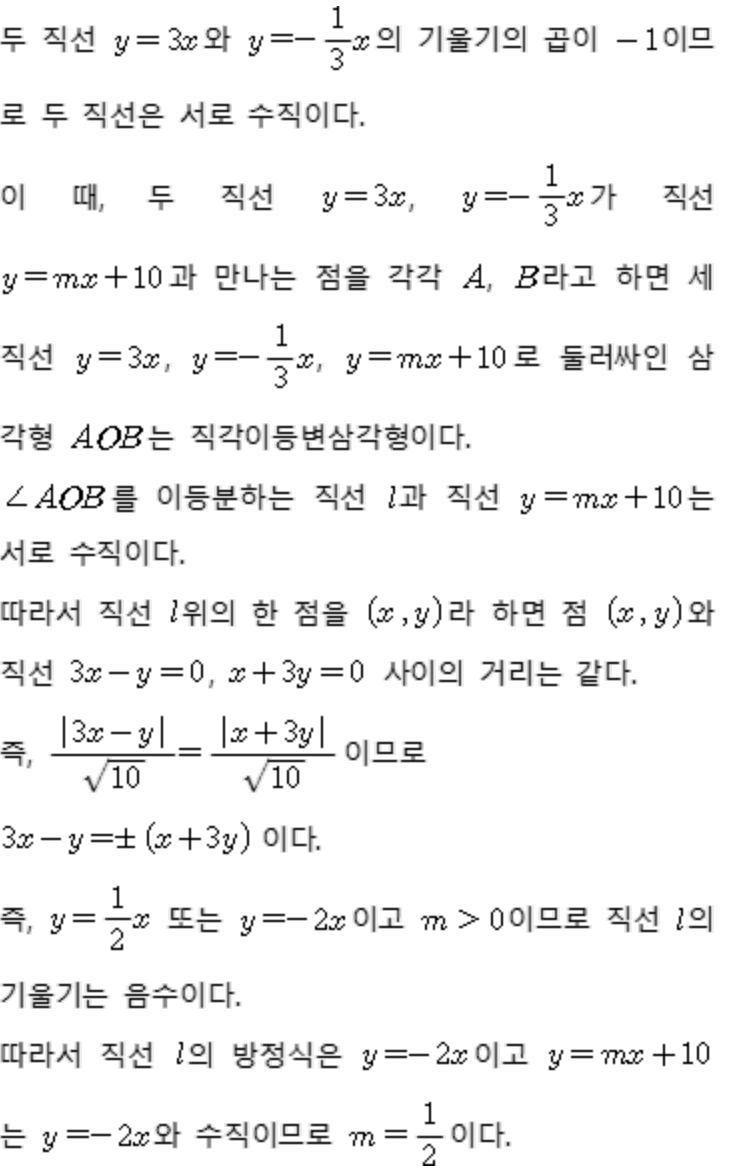 두 직선 y=3x와 y=-\frac{1}{3}x의 기울기의 곱이 -1이므
로 두 직선은 서로 수직이다.
이 때, 두 직선 y=3x, y=-\frac{1}{3}x가 직선
y=mx+10과 만나는 점을 각각 A, B라고 하면 세
직선 y=3x, y=-\frac{1}{3}x, y=mx+10로 둘러싸인 삼
각형 AOB는 직각이등변삼각형이다.
∠AOB를 이등분하는 직선 l과 직선 y=mx+10는
서로 수직이다.
따라서 직선 l위의 한 점을 (x,y)라 하면 점 (x,y)와
직선 3x-y=0, x+3y=0 사이의 거리는 같다.
즉, \frac{|3x-y|}{\sqrt{10}}=\frac{|x+3y|}{\sqrt{10}} 이므로
3x-y=±(x+3y) 이다.
즉, y=\frac{1}{2}x 또는 y=-2x이고 m>0이므로 직선 l의
기울기는 음수이다.
따라서 직선 l의 방정식은 y=-2x이고 y=mx+10
는 y=-2x와 수직이므로 m=\frac{1}{2}이다.